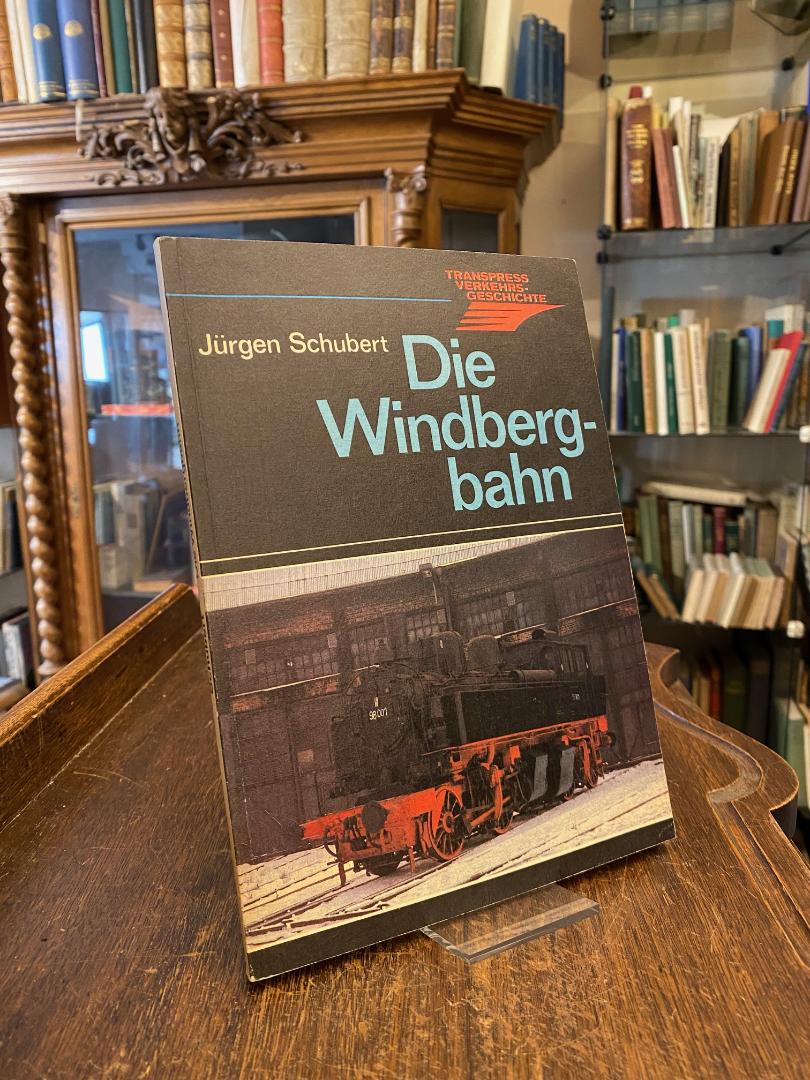 TRANSPRESS
VERKEHRS-
GESCHICHTE
Jürgen Schubert
Die
Windberg-
bahn
98 001